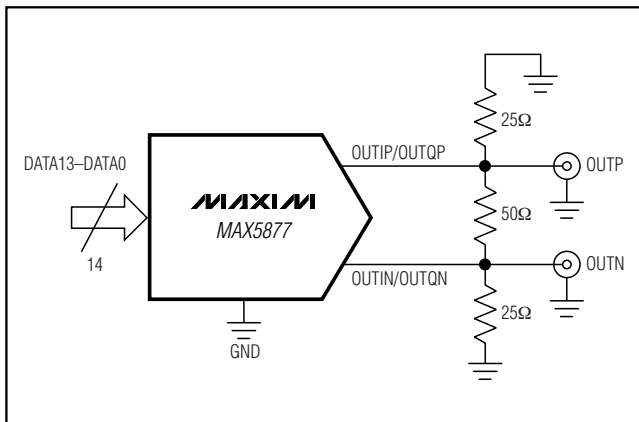 25Ω
OUTIP/OUTQP
OUTP
DATA13–DATA0
MAXIM
MAX5877
50Ω
14
OUTIN/OUTQN
OUTN
25Ω
GND